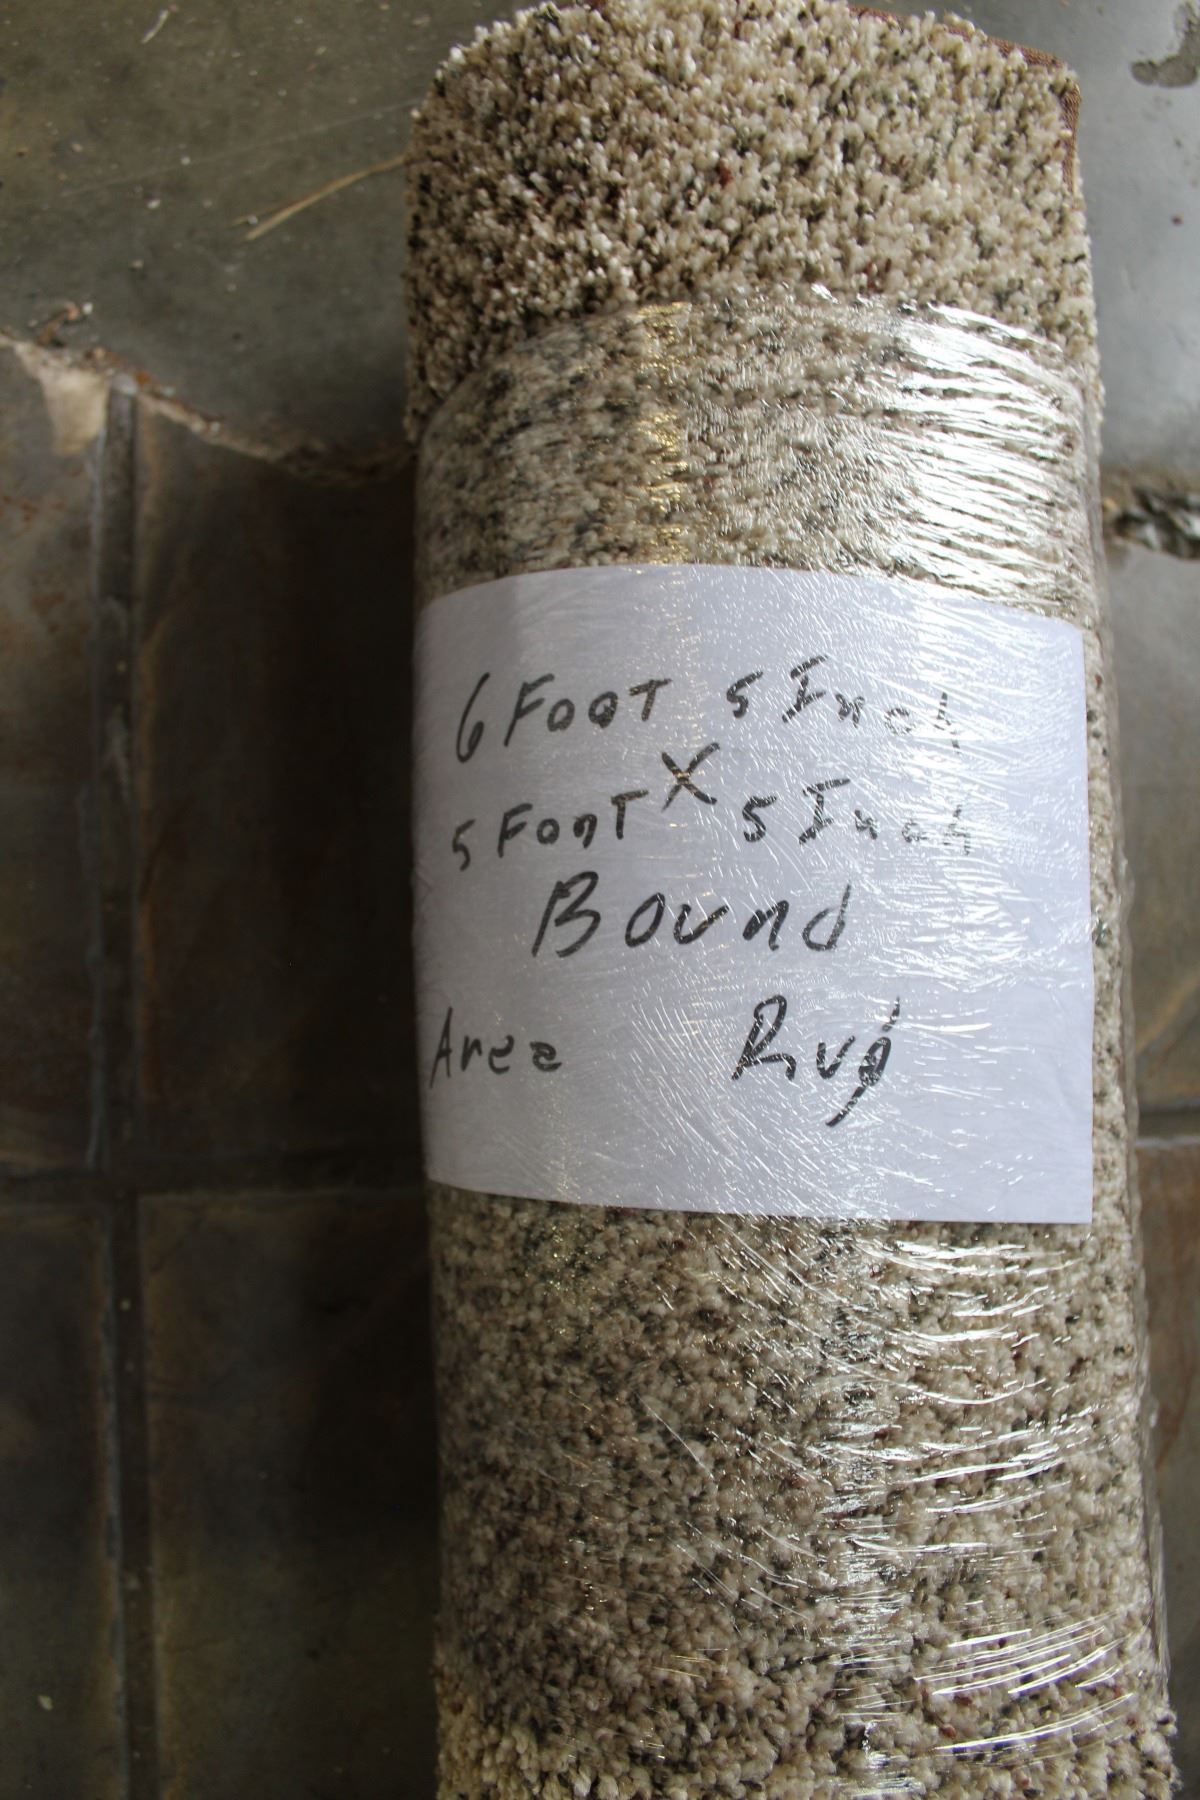 6 Foot 5 Inch
X
5 Foot 5 Inch
Bound
Area Rug